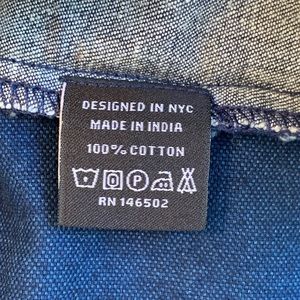 DESIGNED IN NYC
MADE IN INDIA
100% COTTON
P
RN 146502